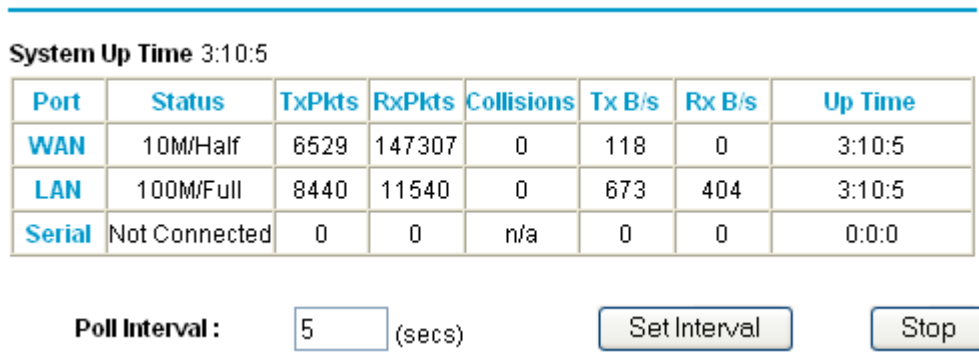 System Up Time 3:10:5
Port Status TxPkts RxPkts Collisions Tx B/s Rx B/s Up Time
WAN 10M/Half 6529 147307 0 118 0 3:10:5
LAN 100M/Full 8440 11540 0 673 404 3:10:5
Serial Not Connected 0 0 n/a 0 0 0:0:0
Poll Interval : 5 (secs) Set Interval Stop